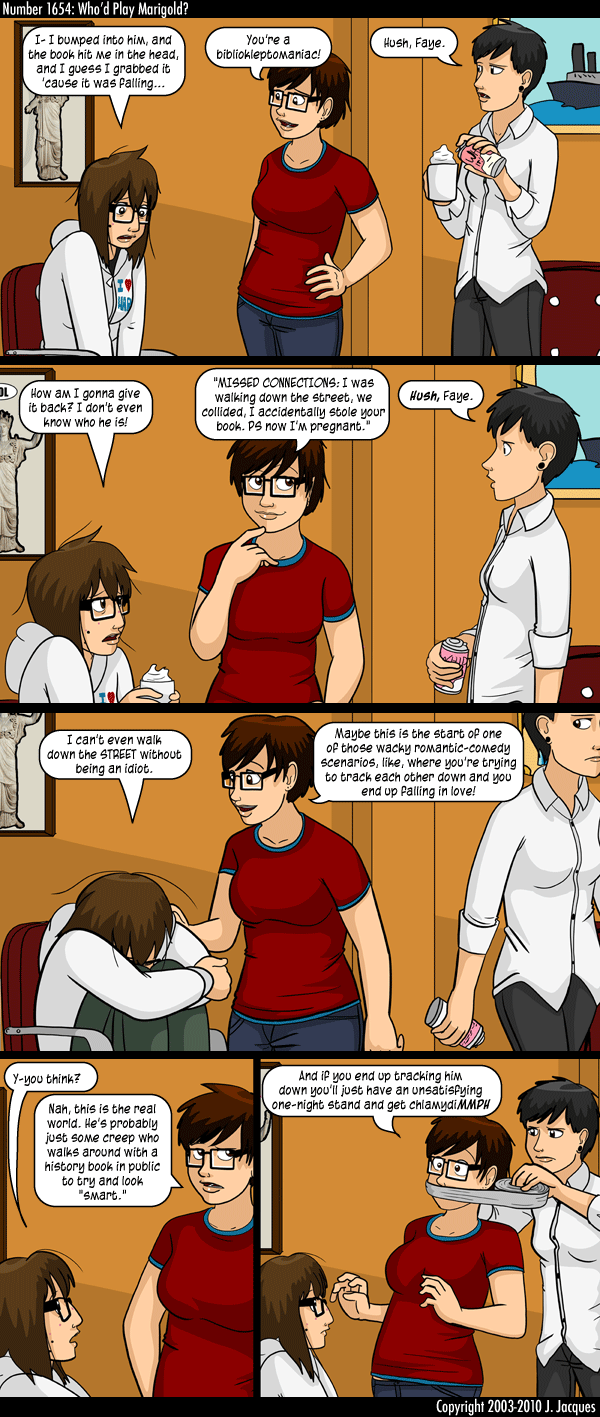 Number 1654: Who'd Play Marigold?
I- I bumped into him, and
the book hit me in the head,
and I guess I grabbed it
'cause it was falling...
You're a
bibliokleptomaniac!
Hush, Faye.
I ♥
How am I gonna give
it back? I don't even
know who he is!
"MISSED CONNECTIONS: I was
walking down the street, we
collided, I accidentally stole your
book. PS now I'm pregnant."
Hush, Faye.
I ♥
I can't even walk
down the STREET without
being an idiot.
Maybe this is the start of one
of those wacky romantic-comedy
scenarios, like, where you're trying
to track each other down and you
end up falling in love!
Y-you think?
Nah, this is the real
world. He's probably
just some creep who
walks around with a
history book in public
to try and look
"smart."
And if you end up tracking him
down you'll just have an unsatisfying
one-night stand and get chlamydiMMPH
Copyright 2003-2010 J. Jacques